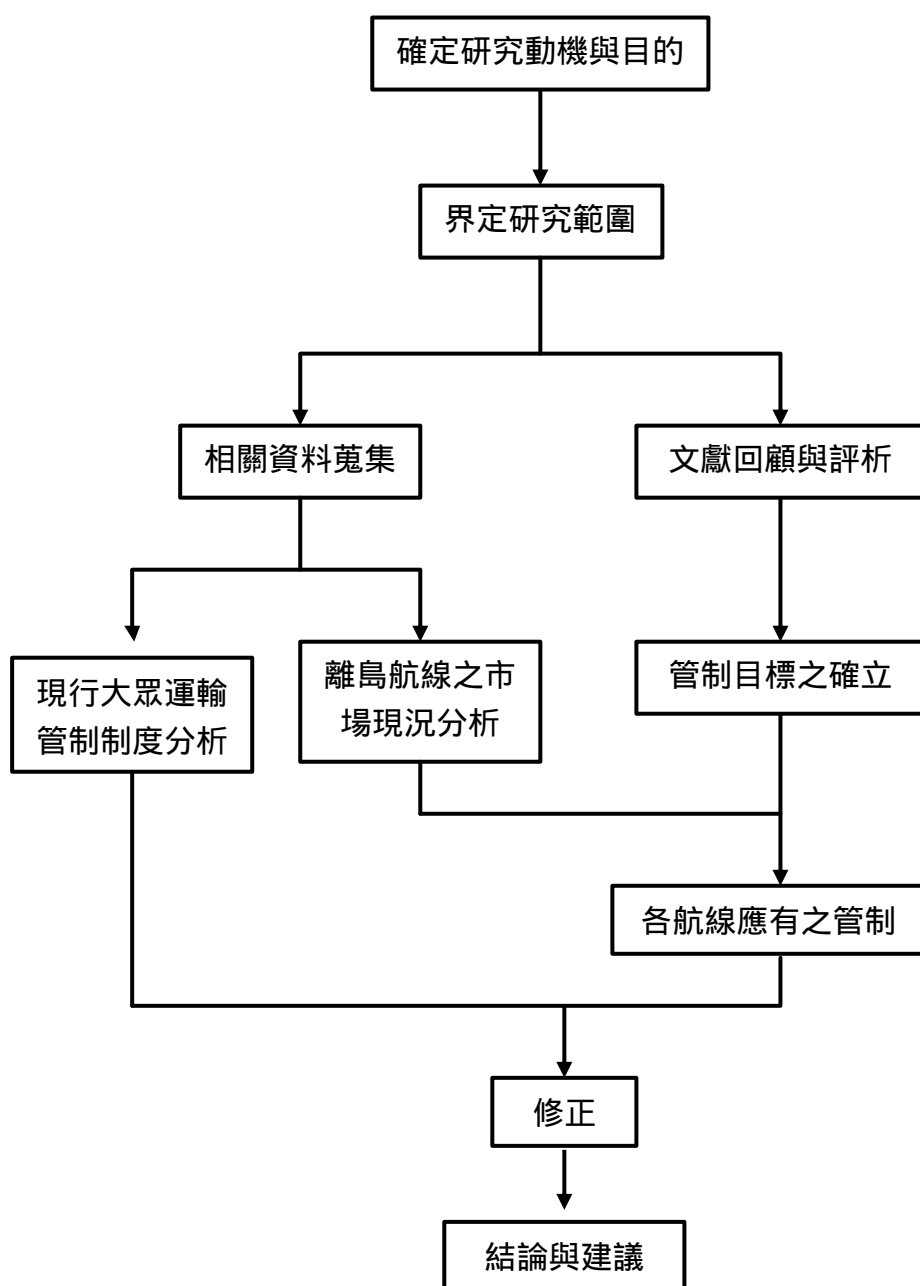 確定研究動機與目的
界定研究範圍
相關資料蒐集
文獻回顧與評析
現行大眾運輸
管制制度分析
離島航線之市
場現況分析
管制目標之確立
各航線應有之管制
修正
結論與建議